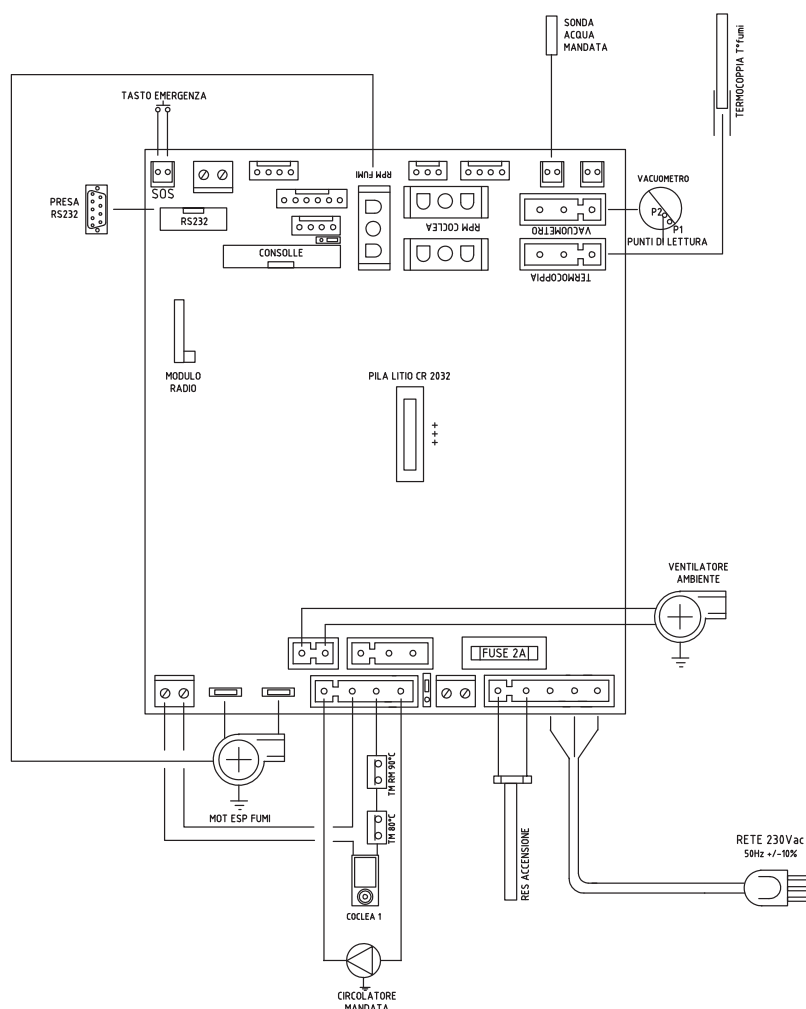 SONDA
ACQUA
MANDATA
TERMOCOPPIA T°fumi
TASTO EMERGENZA
SOS
RPM FUMI
VACUOMETRO
PRESA
RS232
RS232
RPM COCLEA
VACUOMETRO
P2
P1
PUNTI DI LETTURA
CONSOLLE
TERMOCOPPIA
MODULO
RADIO
PILA LITIO CR 2032
+++
VENTILATORE
AMBIENTE
FUSE 2A
TM RM 90°C
MOT ESP FUMI
TM 80°C
RES ACCENSIONE
RETE 230Vac
50Hz +/-10%
COCLEA 1
CIRCOLATORE
MANDATA